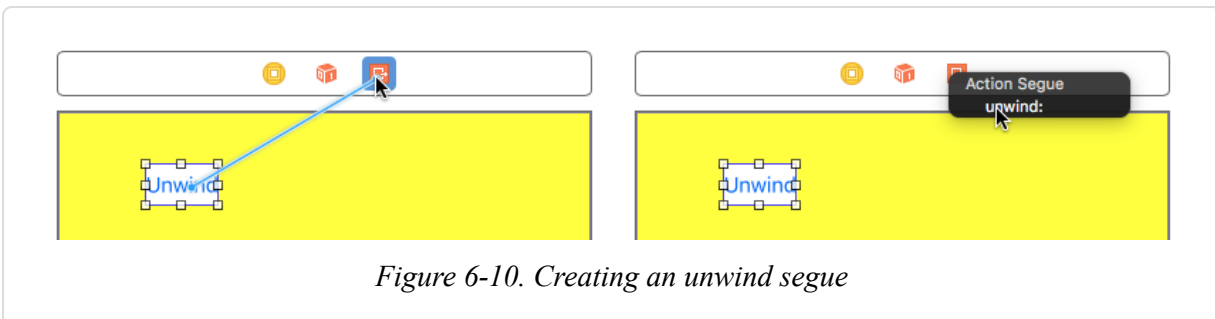 Action Segue
unwind:
Unwind
Unwind
Figure 6-10. Creating an unwind segue